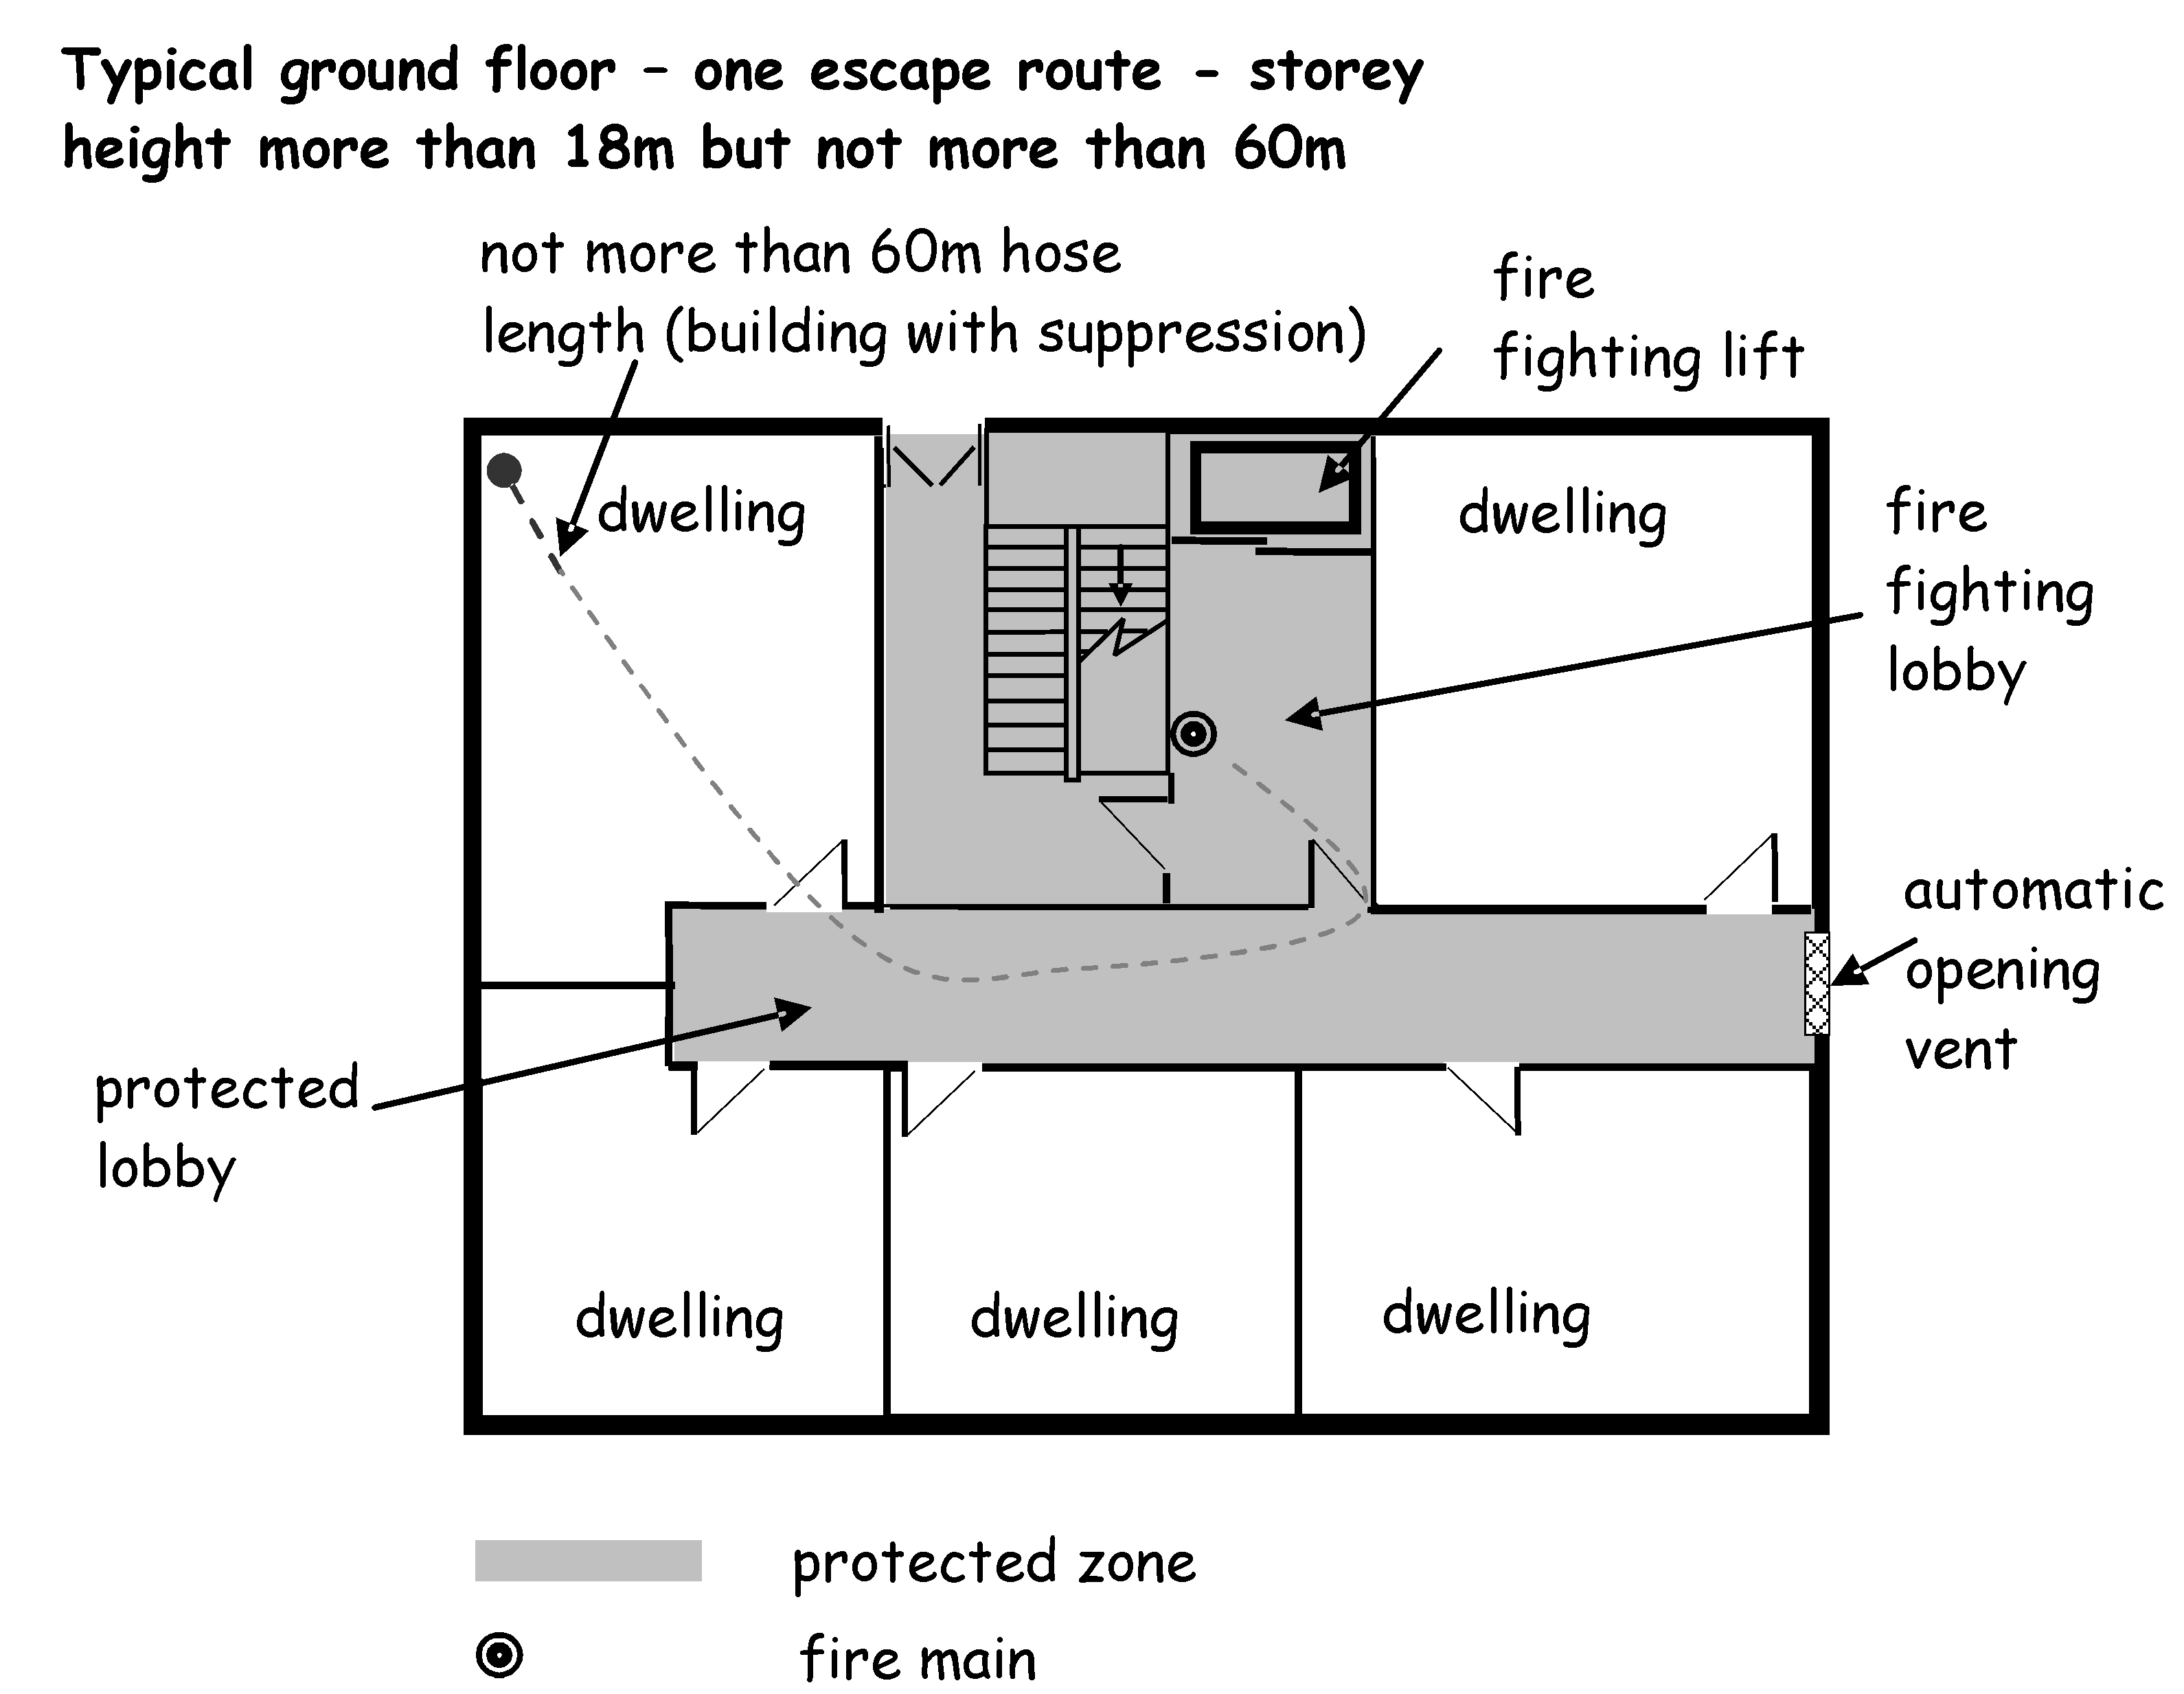 Typical ground floor – one escape route - storey
height more than 18m but not more than 60m
not more than 60m hose
length (building with suppression)
fire
fighting lift
dwelling
dwelling
fire
fighting
lobby
automatic
opening
vent
protected
lobby
dwelling
dwelling
dwelling
protected zone
fire main